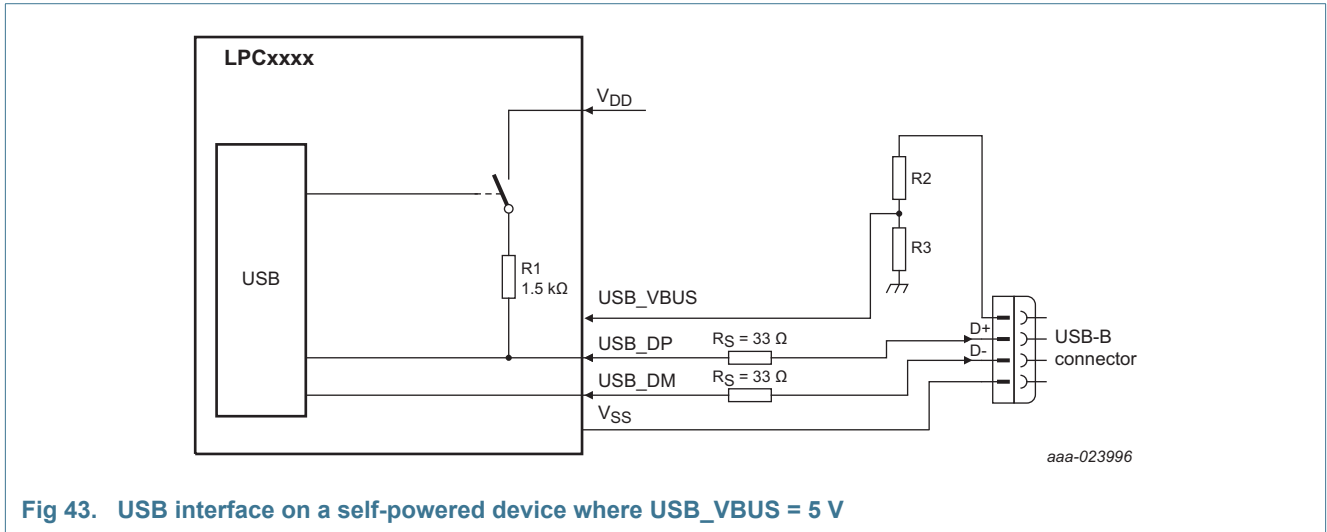 LPCxxxx
VDD
R2
R3
USB
R1
1.5 kΩ
USB_VBUS
USB_DP
RS = 33 Ω
D+
USB-B
connector
D-
USB_DM
RS = 33 Ω
VSS
aaa-023996
Fig 43. USB interface on a self-powered device where USB_VBUS = 5 V